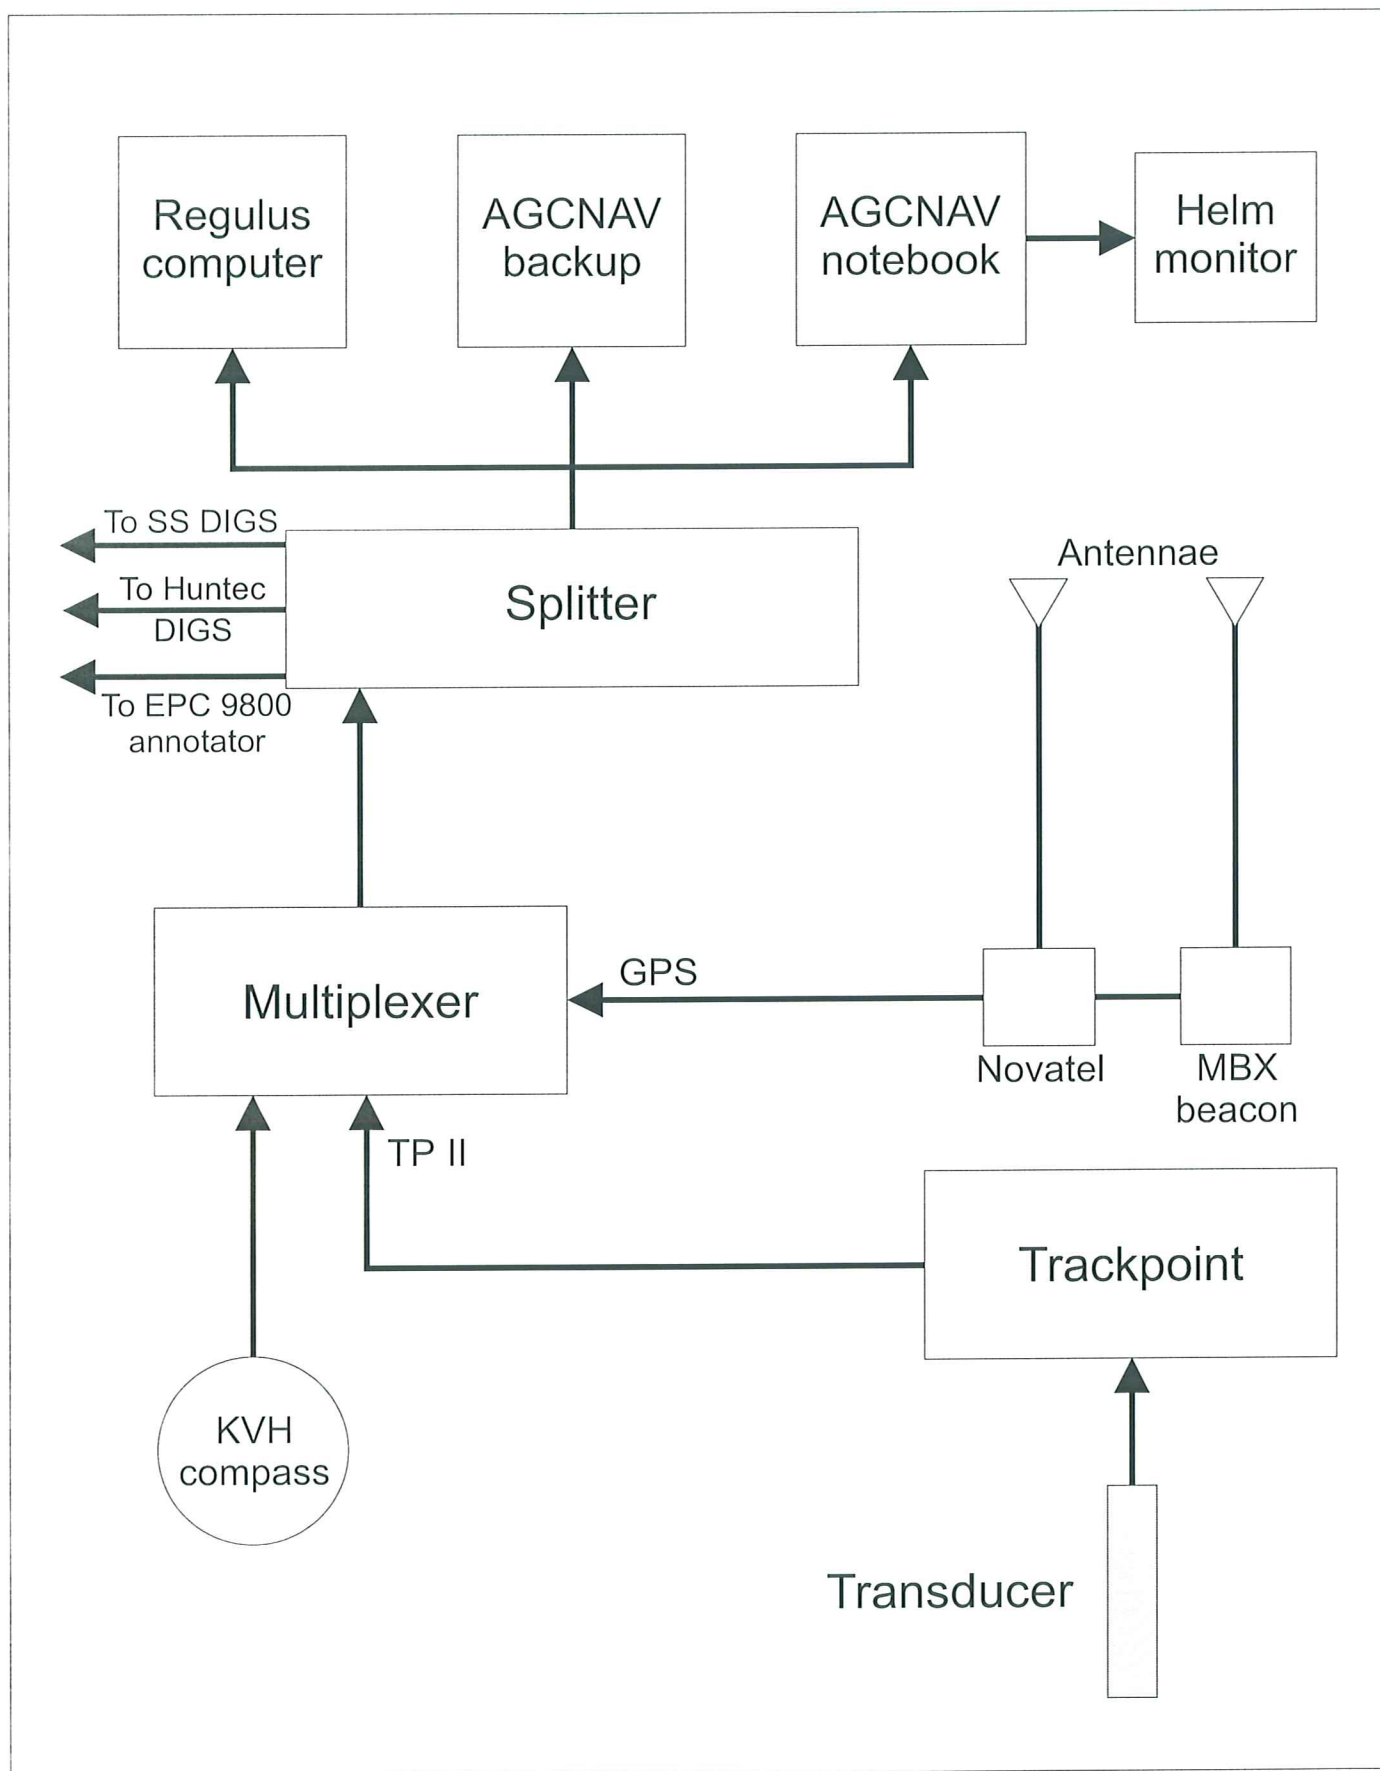 Regulus
computer
AGCNAV
backup
AGCNAV
notebook
Helm
monitor
To SS DIGS
To Huntec
DIGS
To EPC 9800
annotator
Splitter
Antennae
Multiplexer
GPS
Novatel
MBX
beacon
TP II
Trackpoint
KVH
compass
Transducer